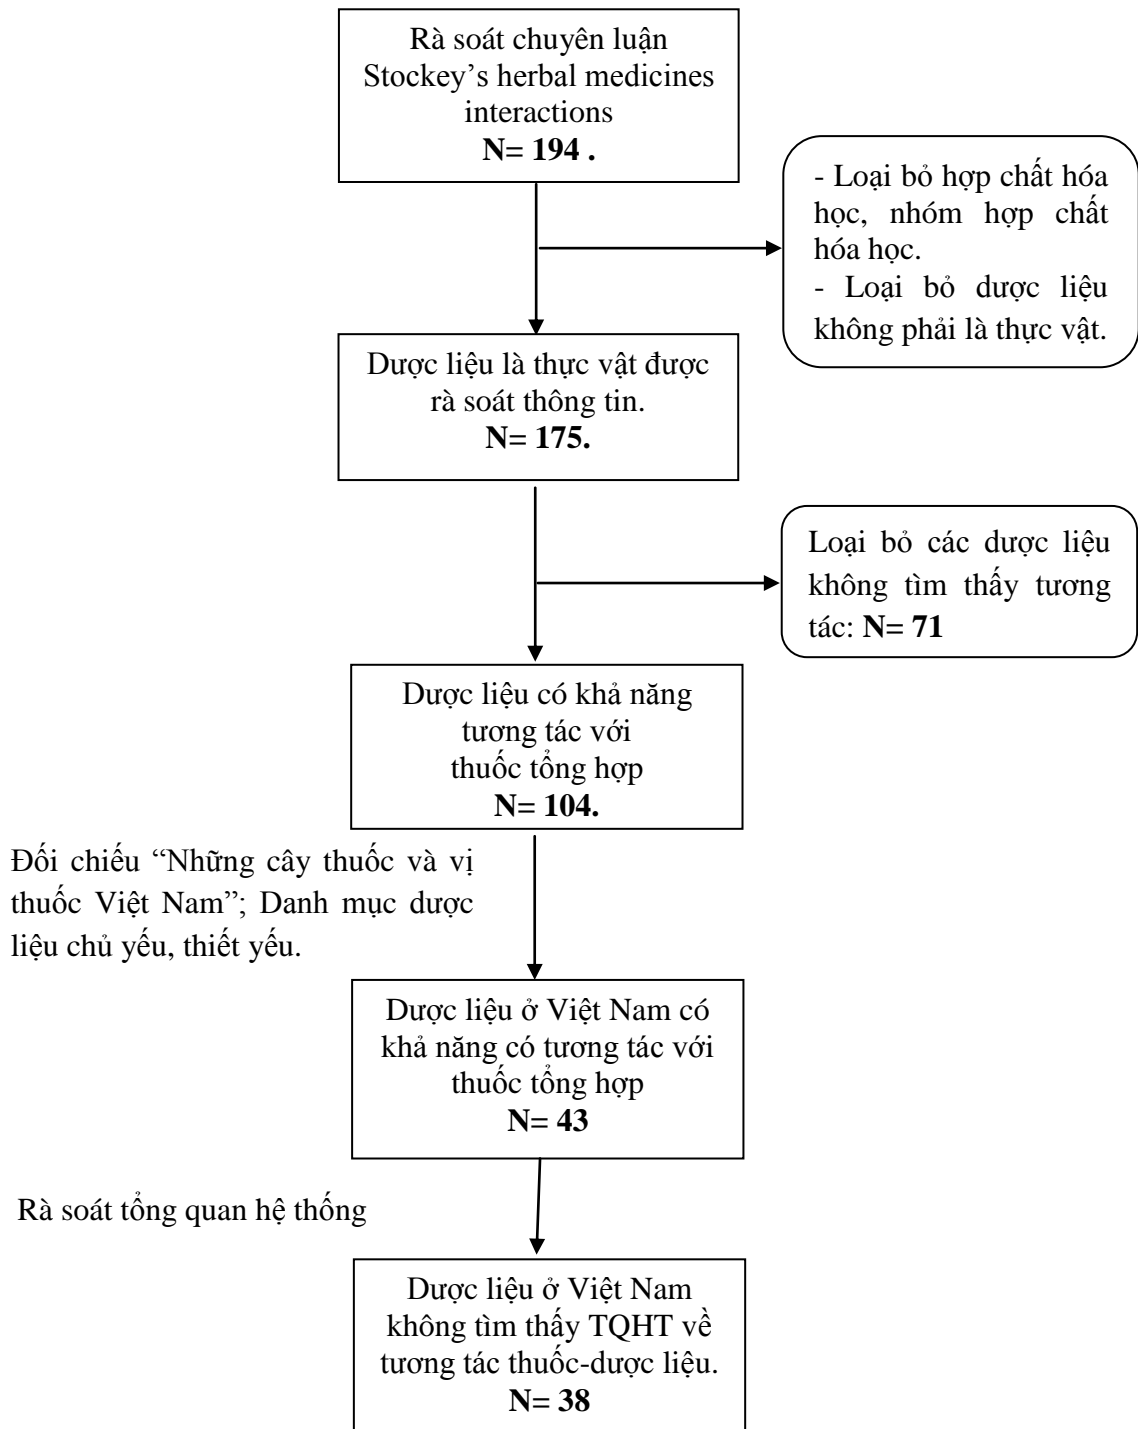 Rà soát chuyên luận
Stockey’s herbal medicines
interactions
N= 194 .
- Loại bỏ hợp chất hóa
học, nhóm hợp chất
hóa học.
- Loại bỏ dược liệu
không phải là thực vật.
Dược liệu là thực vật được
rà soát thông tin.
N= 175.
Loại bỏ các dược liệu
không tìm thấy tương
tác: N= 71
Dược liệu có khả năng
tương tác với
thuốc tổng hợp
N= 104.
Đối chiếu “Những cây thuốc và vị
thuốc Việt Nam”; Danh mục dược
liệu chủ yếu, thiết yếu.
Dược liệu ở Việt Nam có
khả năng có tương tác với
thuốc tổng hợp
N= 43
Rà soát tổng quan hệ thống
Dược liệu ở Việt Nam
không tìm thấy TQHT về
tương tác thuốc-dược liệu.
N= 38